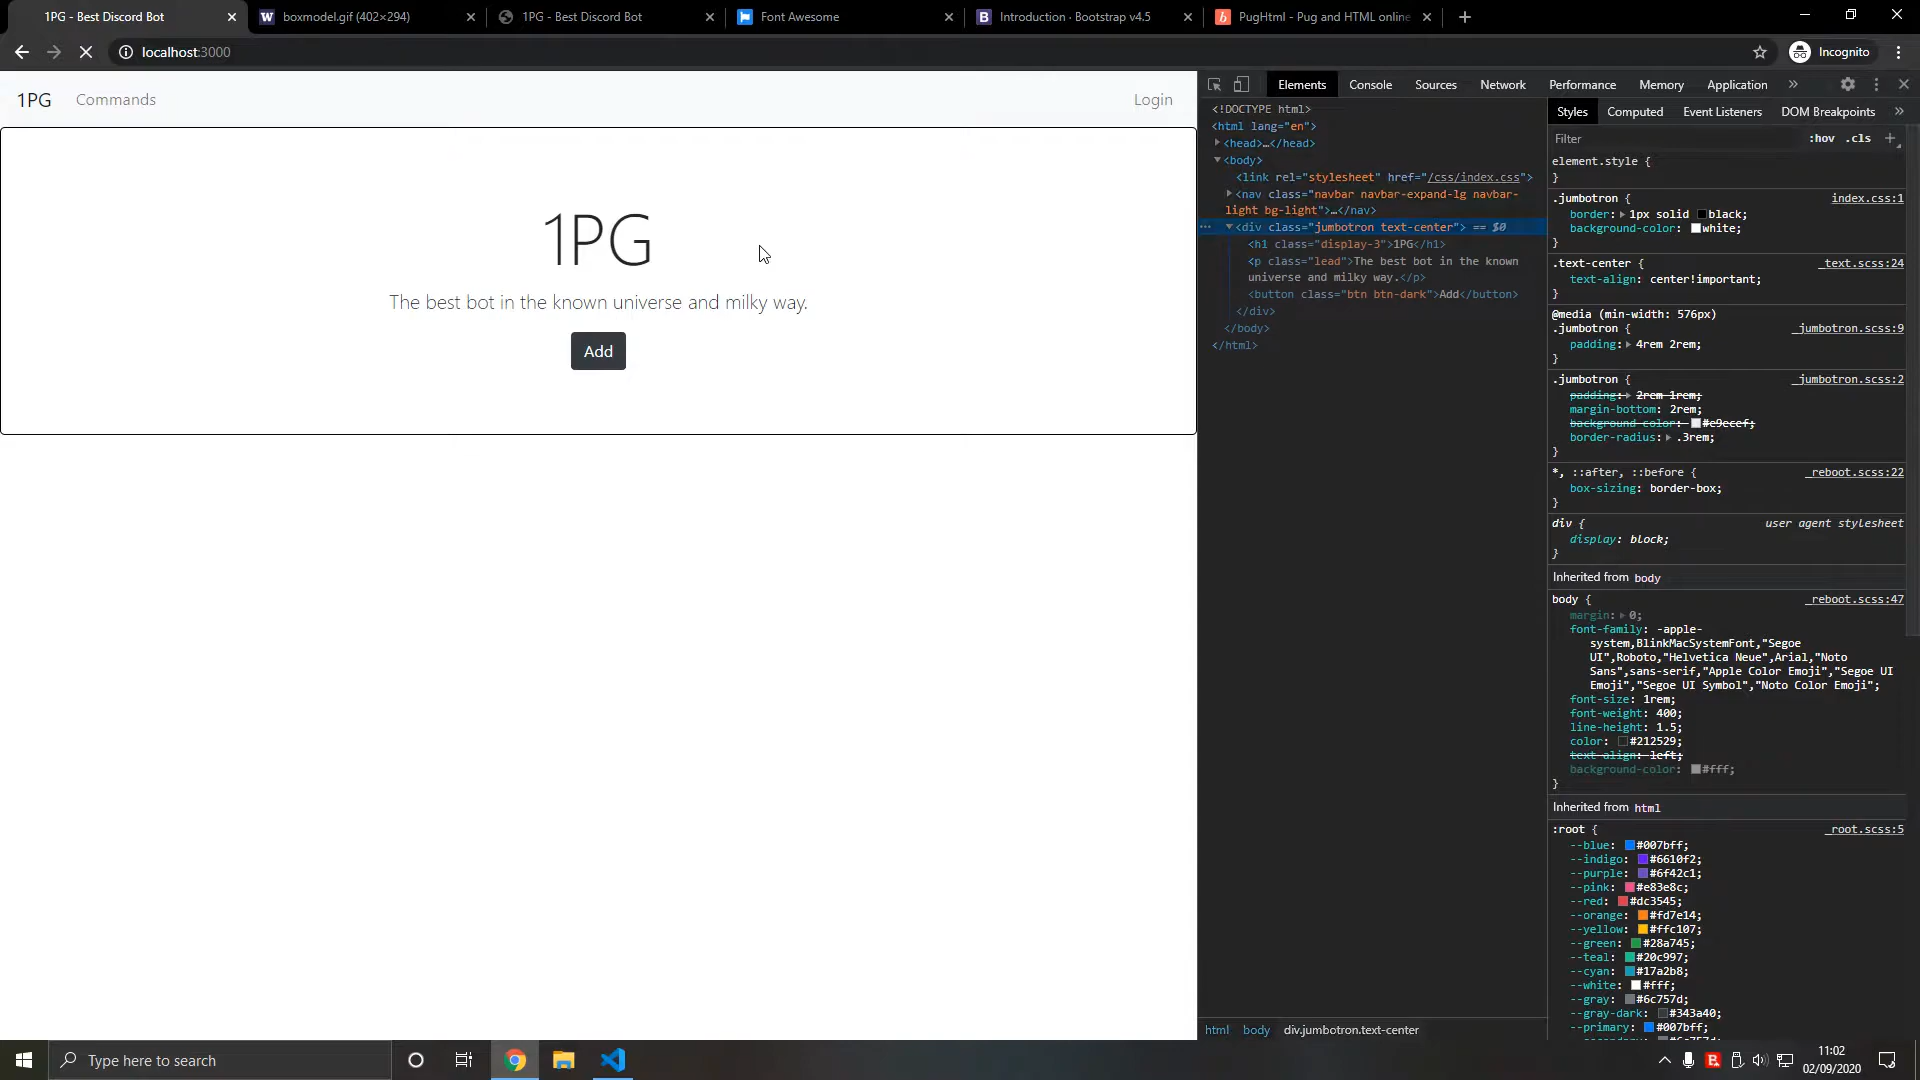 1PG - Best Discord Bot
boxmodel.gif (402×294)
1PG - Best Discord Bot
Font Awesome
Introduction · Bootstrap v4.5
PugHtml - Pug and HTML online
localhost:3000
Incognito
1PG Commands Login
1PG
The best bot in the known universe and milky way.
Add
Elements Console Sources Network Performance Memory Application »
<!DOCTYPE html>
<html lang="en">
<head>…</head>
<body>
<link rel="stylesheet" href="/css/index.css">
<nav class="navbar navbar-expand-lg navbar-
light bg-light">…</nav>
<div class="jumbotron text-center"> == $0
<h1 class="display-3">1PG</h1>
<p class="lead">The best bot in the known
universe and milky way.</p>
<button class="btn btn-dark">Add</button>
</div>
</body>
</html>
html body div.jumbotron.text-center
Styles Computed Event Listeners DOM Breakpoints »
Filter :hov .cls +
element.style {
}
.jumbotron { index.css:1
border: 1px solid black;
background-color: white;
}
.text-center { _text.scss:24
text-align: center!important;
}
@media (min-width: 576px)
.jumbotron { _jumbotron.scss:9
padding: 4rem 2rem;
}
.jumbotron { _jumbotron.scss:2
padding: 2rem 1rem;
margin-bottom: 2rem;
background-color: #e9ecef;
border-radius: .3rem;
}
*, ::after, ::before { _reboot.scss:22
box-sizing: border-box;
}
div { user agent stylesheet
display: block;
}
Inherited from body
body { _reboot.scss:47
margin: 0;
font-family: -apple-
system,BlinkMacSystemFont,"Segoe
UI",Roboto,"Helvetica Neue",Arial,"Noto
Sans",sans-serif,"Apple Color Emoji","Segoe UI
Emoji","Segoe UI Symbol","Noto Color Emoji";
font-size: 1rem;
font-weight: 400;
line-height: 1.5;
color: #212529;
text-align: left;
background-color: #fff;
}
Inherited from html
:root { _root.scss:5
--blue: #007bff;
--indigo: #6610f2;
--purple: #6f42c1;
--pink: #e83e8c;
--red: #dc3545;
--orange: #fd7e14;
--yellow: #ffc107;
--green: #28a745;
--teal: #20c997;
--cyan: #17a2b8;
--white: #fff;
--gray: #6c757d;
--gray-dark: #343a40;
--primary: #007bff;
Type here to search
11:02
02/09/2020